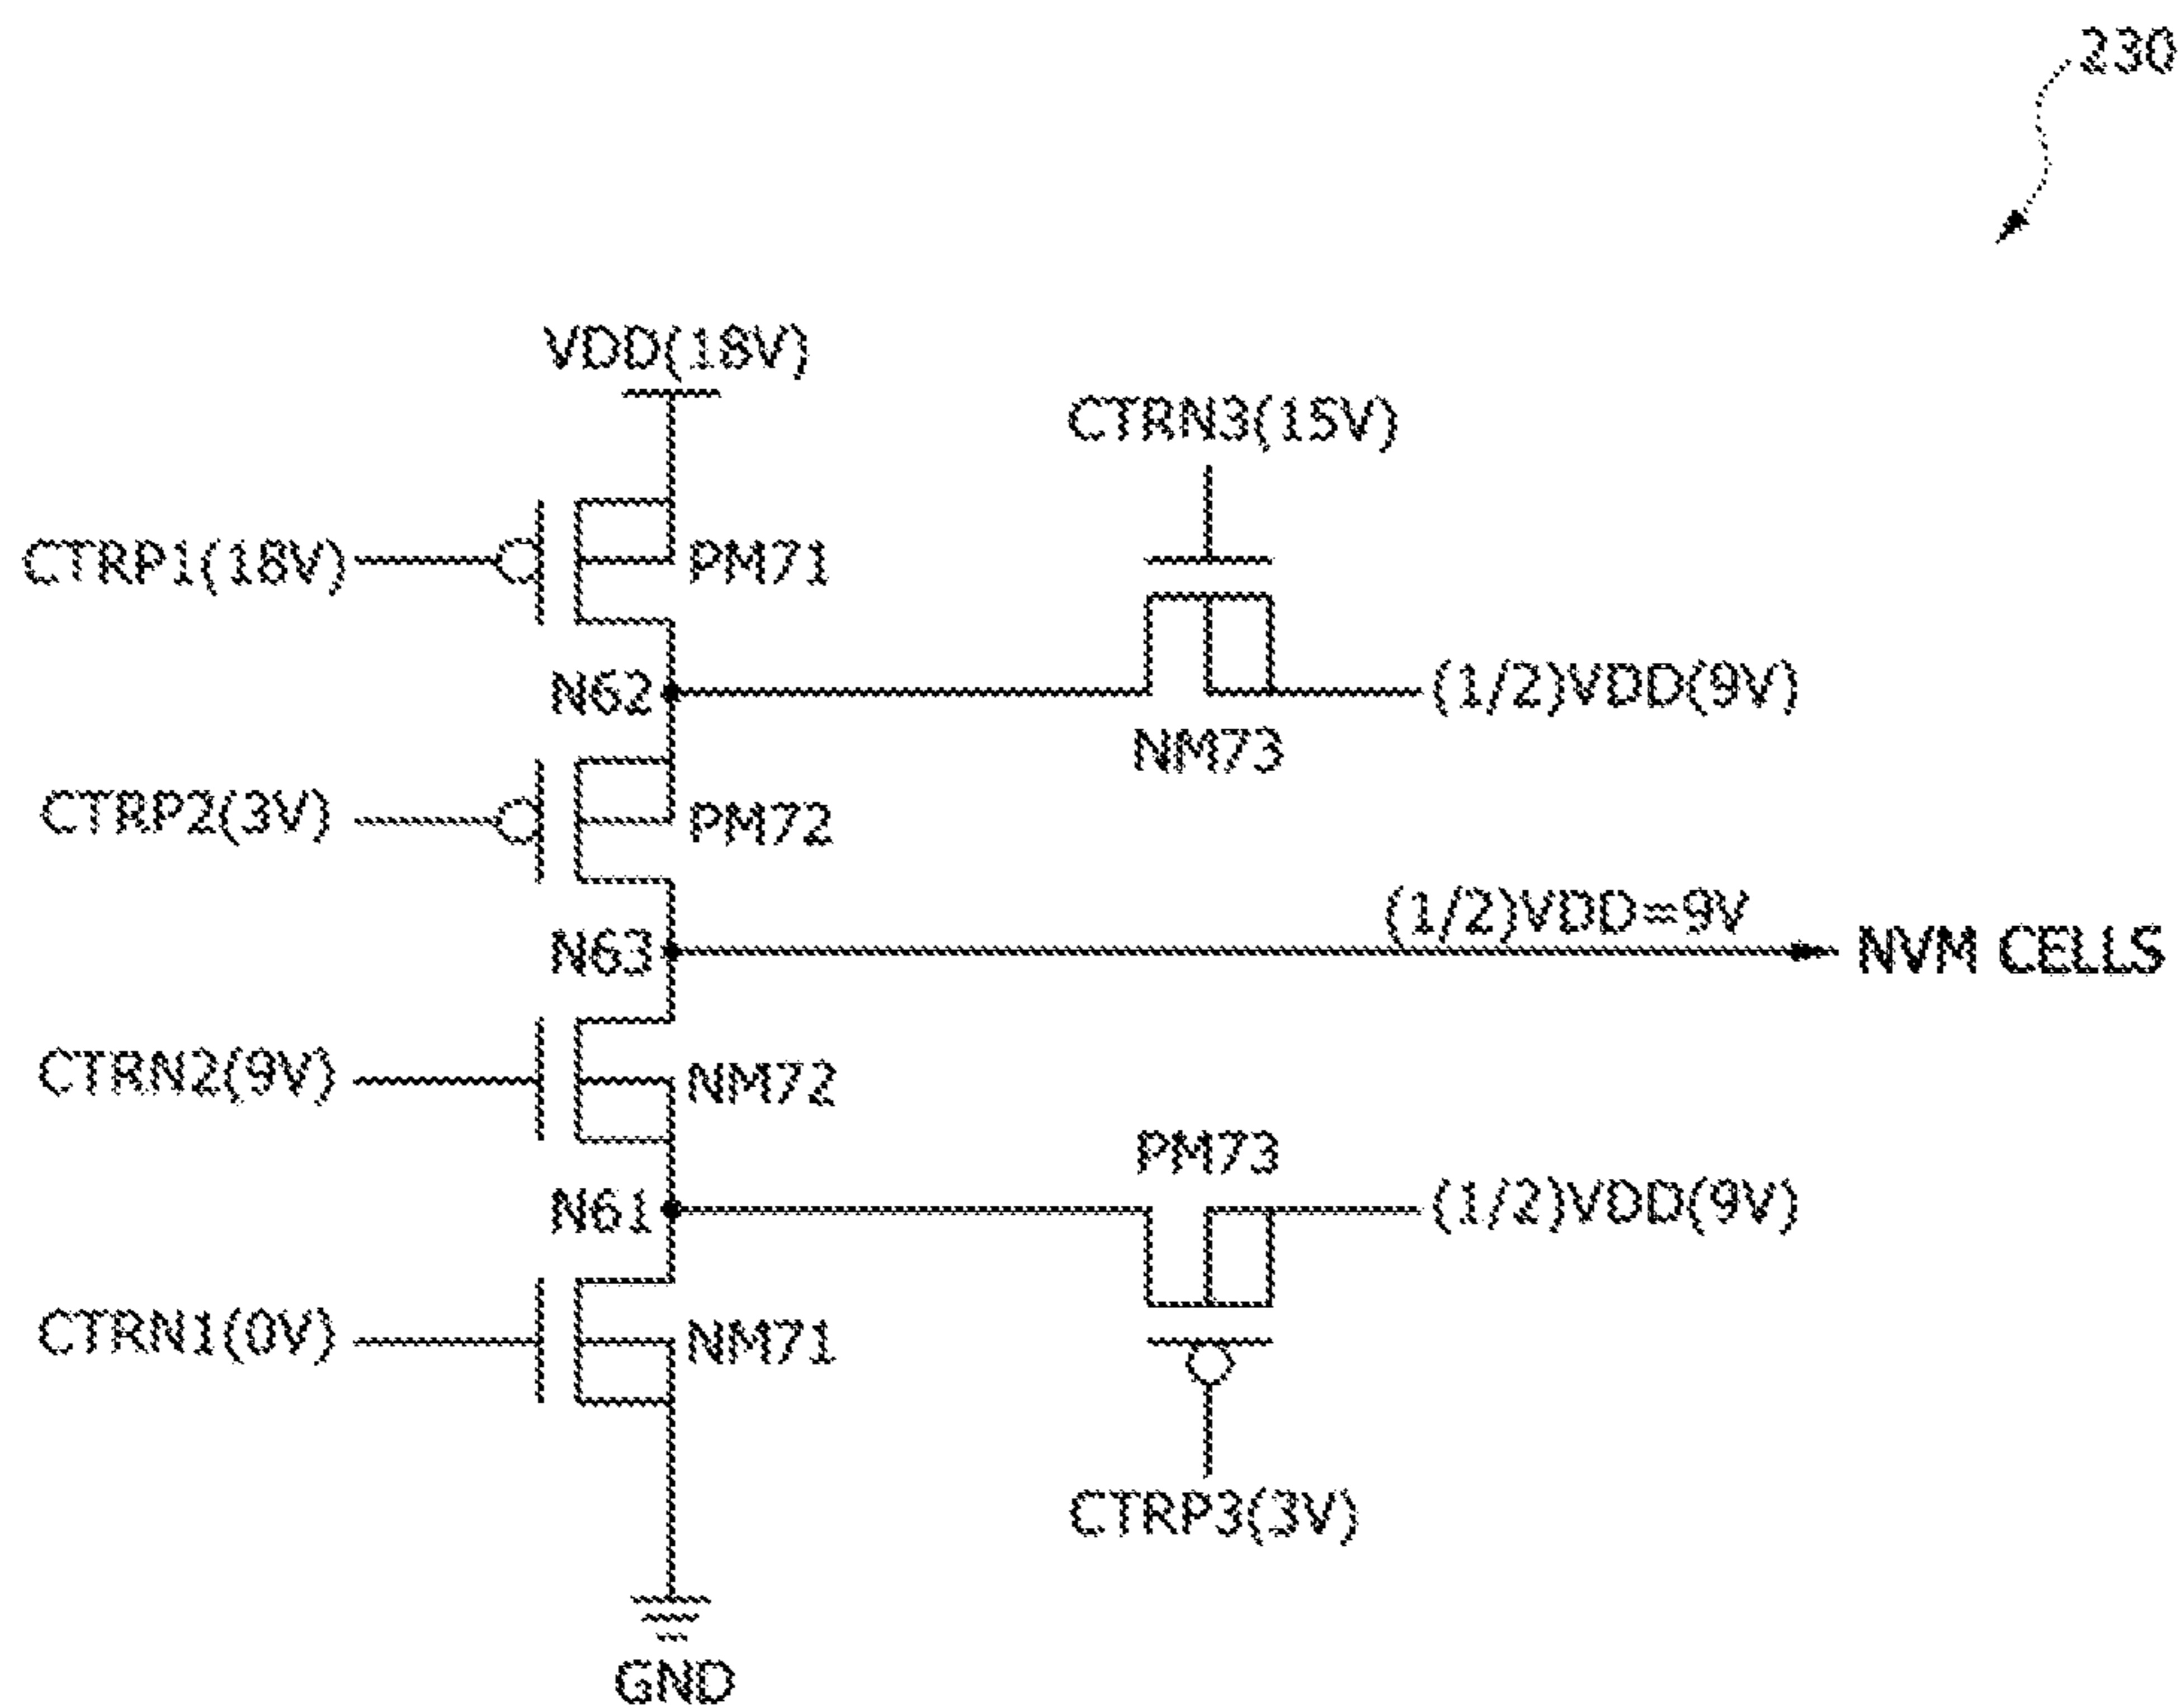 230
VDD(18V)
CTRN3(15V)
CTRP1(18V)
PM71
N62
(1/2)VDD(9V)
NM73
CTRP2(3V)
PM72
(1/2)VDD=9V
N63
NVM CELLS
CTRN2(9V)
NM72
PM73
N61
(1/2)VDD(9V)
CTRN1(0V)
NM71
CTRP3(3V)
GND